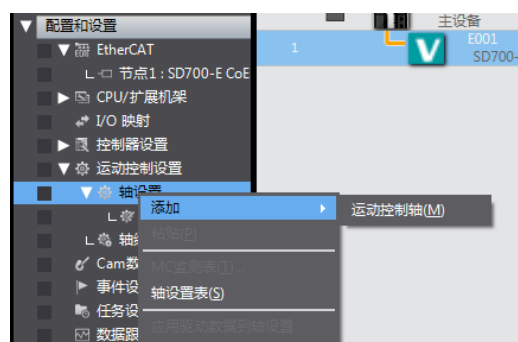 配置和设置
EtherCAT
节点1 : SD700-E CoE
CPU/扩展机架
I/O 映射
控制器设置
运动控制设置
轴设置
轴
Cam数
事件设
任务设
数据跟
添加
粘贴(P)
MC监测表(T)...
轴设置表(S)
应用驱动数据到轴设置
运动控制轴(M)
主设备
1
E001
SD700-
V